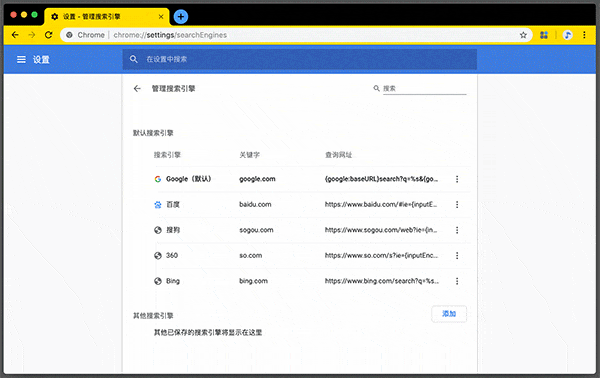 设置 - 管理搜索引擎
Chrome | chrome://settings/searchEngines
设置
在设置中搜索
管理搜索引擎
搜索
默认搜索引擎
搜索引擎 关键字 查询网址
Google（默认） google.com {google:baseURL}search?q=%s&{go...
百度 baidu.com https://www.baidu.com/#ie={inputE...
搜狗 sogou.com https://www.sogou.com/web?ie={in...
360 so.com https://www.so.com/s?ie={inputEnc...
Bing bing.com https://www.bing.com/search?q=%s...
其他搜索引擎 添加
其他已保存的搜索引擎将显示在这里